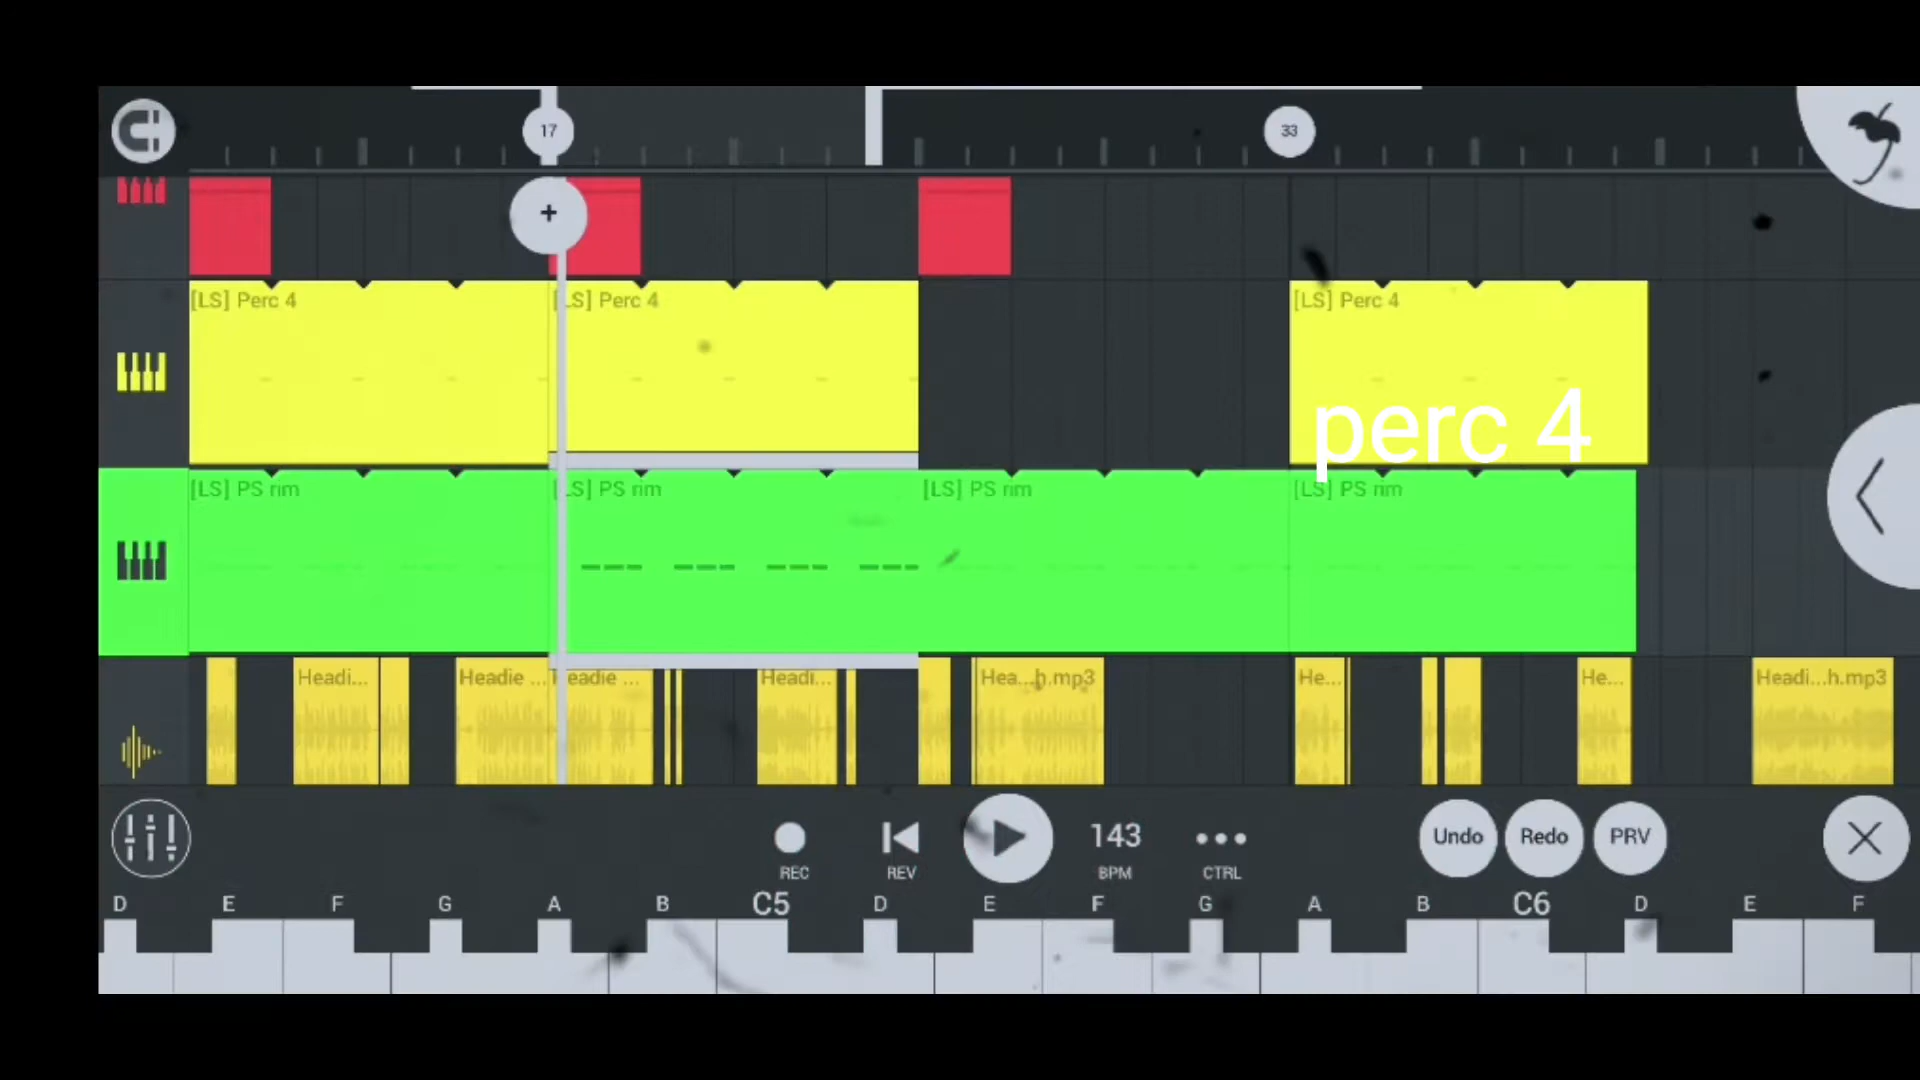 17 33
+
[LS] Perc 4 [LS] Perc 4 [LS] Perc 4
perc 4
[LS] PS rim [LS] PS rim [LS] PS rim [LS] PS rim
Headi... Headie ... Headie ... Headi... Hea...h.mp3 He... He... Headi...h.mp3
143 Undo Redo PRV
REC REV BPM CTRL
D E F G A B C5 D E F G A B C6 D E F